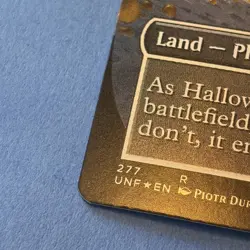 Land — Pl
As Hallow
battlefield
don't, it en
277 R
UNF★EN Piotr Dur